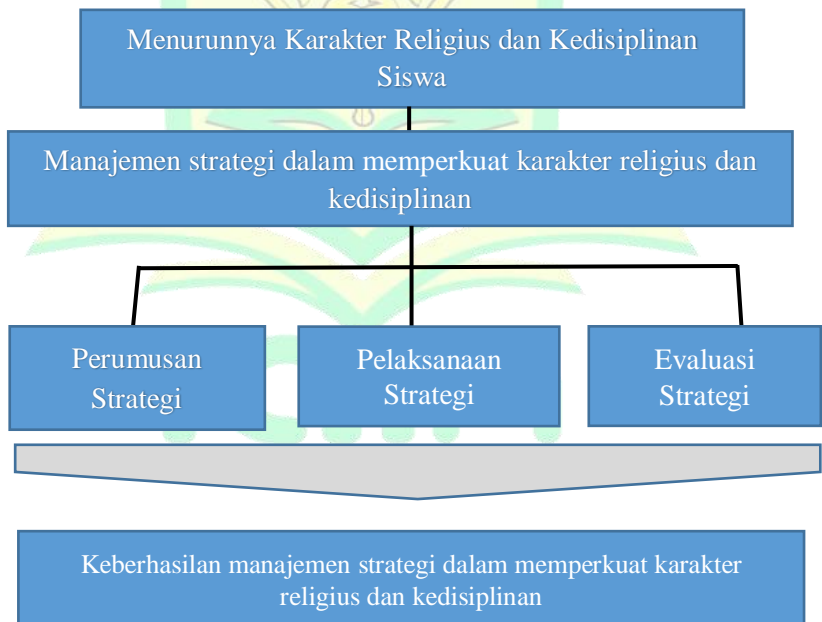 Menurunnya Karakter Religius dan Kedisiplinan
Siswa
Manajemen strategi dalam memperkuat karakter religius dan
kedisiplinan
Perumusan
Strategi
Pelaksanaan
Strategi
Evaluasi
Strategi
Keberhasilan manajemen strategi dalam memperkuat karakter
religius dan kedisiplinan